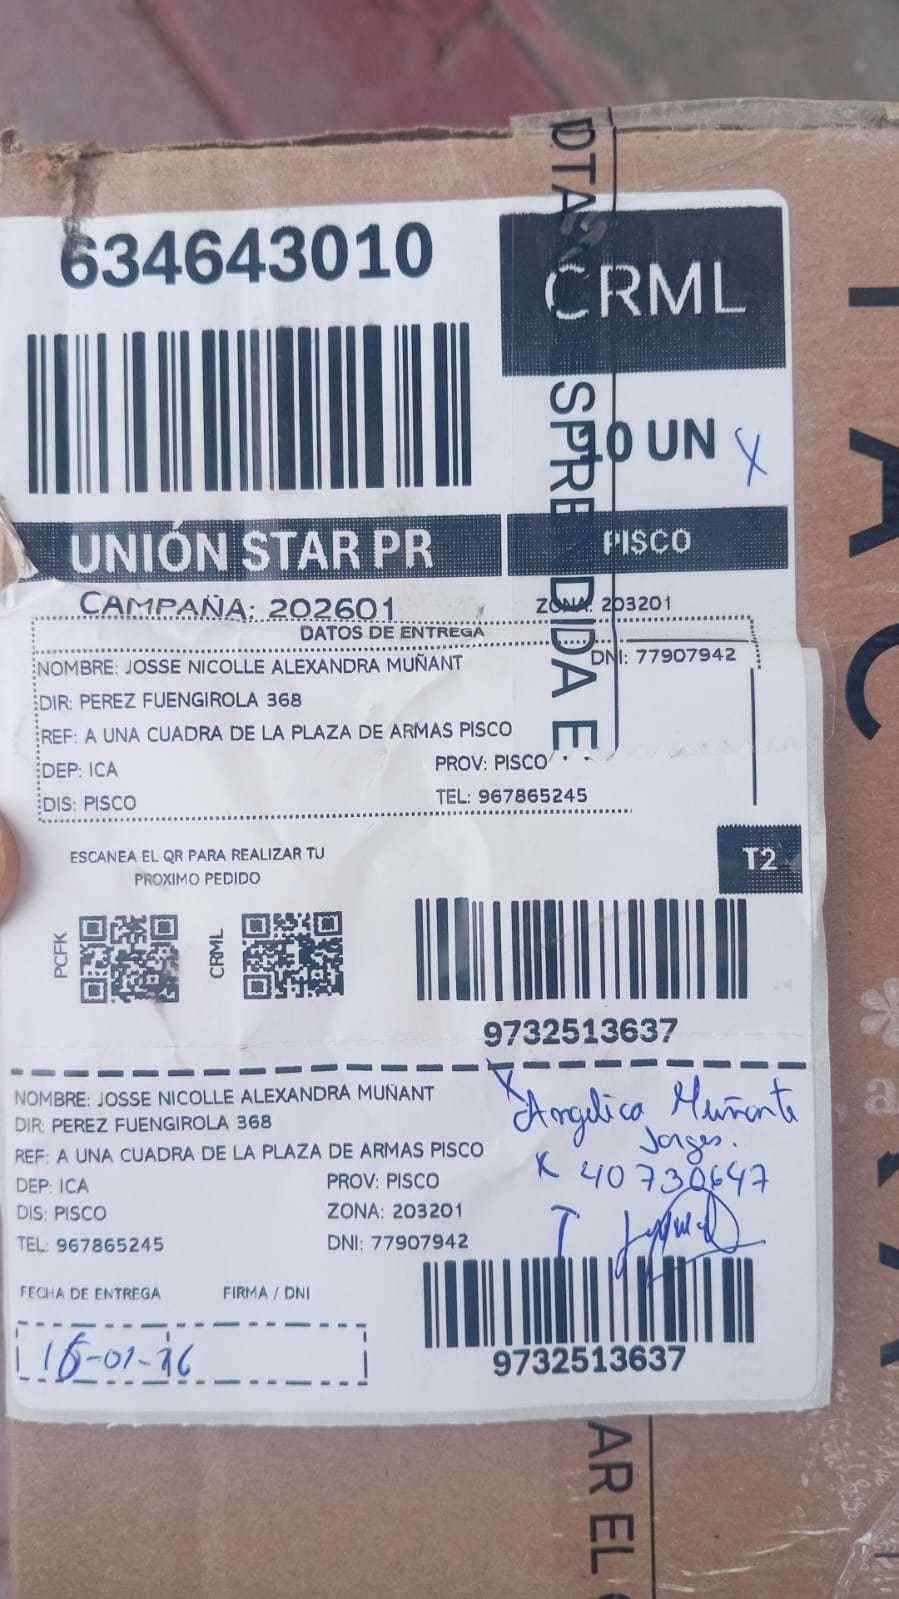 634643010
CRML
10 UN
X
UNIÓN STAR PR
PISCO
CAMPAÑA: 202601
ZONA: 203201
DATOS DE ENTREGA
NOMBRE: JOSSE NICOLLE ALEXANDRA MUÑANT
DNI: 77907942
DIR: PEREZ FUENGIROLA 368
REF: A UNA CUADRA DE LA PLAZA DE ARMAS PISCO
DEP: ICA
PROV: PISCO
DIS: PISCO
TEL: 967865245
ESCANEA EL QR PARA REALIZAR TU
PROXIMO PEDIDO
T2
PCFK
CRML
9732513637
NOMBRE: JOSSE NICOLLE ALEXANDRA MUÑANT
DIR: PEREZ FUENGIROLA 368
REF: A UNA CUADRA DE LA PLAZA DE ARMAS PISCO
DEP: ICA
PROV: PISCO
DIS: PISCO
ZONA: 203201
TEL: 967865245
DNI: 77907942
X Angelica Muñante
Jorges.
X 40730647
T
FECHA DE ENTREGA
FIRMA / DNI
9732513637
AR EL